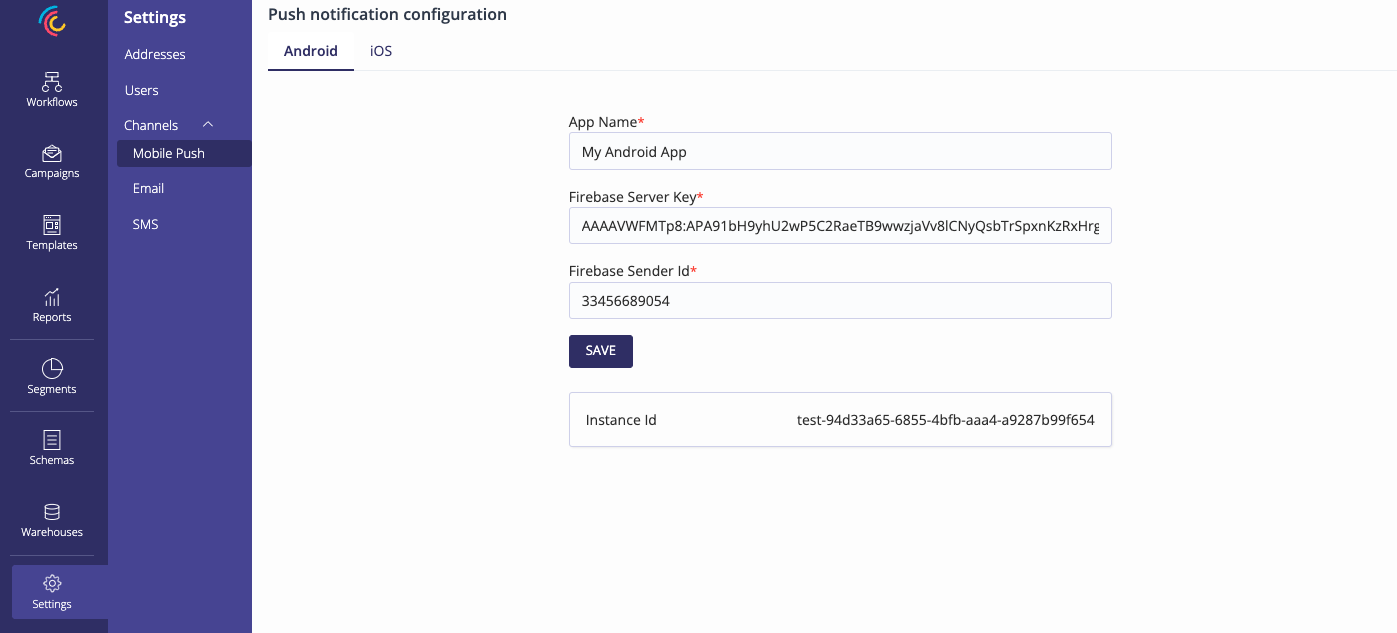 Settings
Addresses
Users
Channels
Mobile Push
Email
SMS
Workflows
Campaigns
Templates
Reports
Segments
Schemas
Warehouses
Settings
Push notification configuration
Android
iOS
App Name*
My Android App
Firebase Server Key*
AAAAVWFMTp8:APA91bH9yhU2wP5C2RaeTB9wwzjaVv8lCNyQsbTrSpxnKzRxHrg
Firebase Sender Id*
33456689054
SAVE
Instance Id test-94d33a65-6855-4bfb-aaa4-a9287b99f654